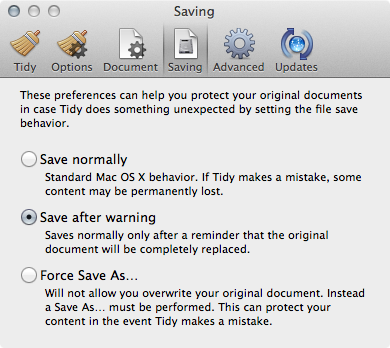 Saving
Tidy Options Document Saving Advanced Updates
These preferences can help you protect your original documents
in case Tidy does something unexpected by setting the file save
behavior.
Save normally
Standard Mac OS X behavior. If Tidy makes a mistake, some
content may be permanently lost.
Save after warning
Saves normally only after a reminder that the original
document will be completely replaced.
Force Save As...
Will not allow you overwrite your original document. Instead
a Save As... must be performed. This can protect your
content in the event Tidy makes a mistake.